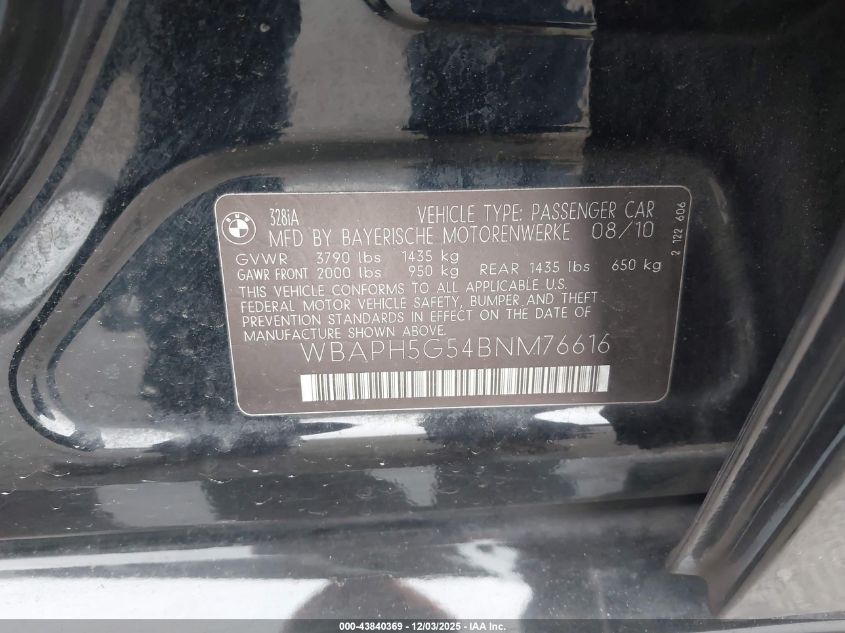 BMW
328iA VEHICLE TYPE: PASSENGER CAR
MFD BY BAYERISCHE MOTORENWERKE 08/10
GVWR 3790 lbs 1435 kg
GAWR FRONT 2000 lbs 950 kg REAR 1435 lbs 650 kg
THIS VEHICLE CONFORMS TO ALL APPLICABLE U.S.
FEDERAL MOTOR VEHICLE SAFETY, BUMPER,AND THEFT
PREVENTION STANDARDS IN EFFECT ON THE DATE OF
MANUFACTURE SHOWN ABOVE.
WBAPH5G54BNM76616
2 122 606
000-43840369 - 12/03/2025 - IAA Inc.